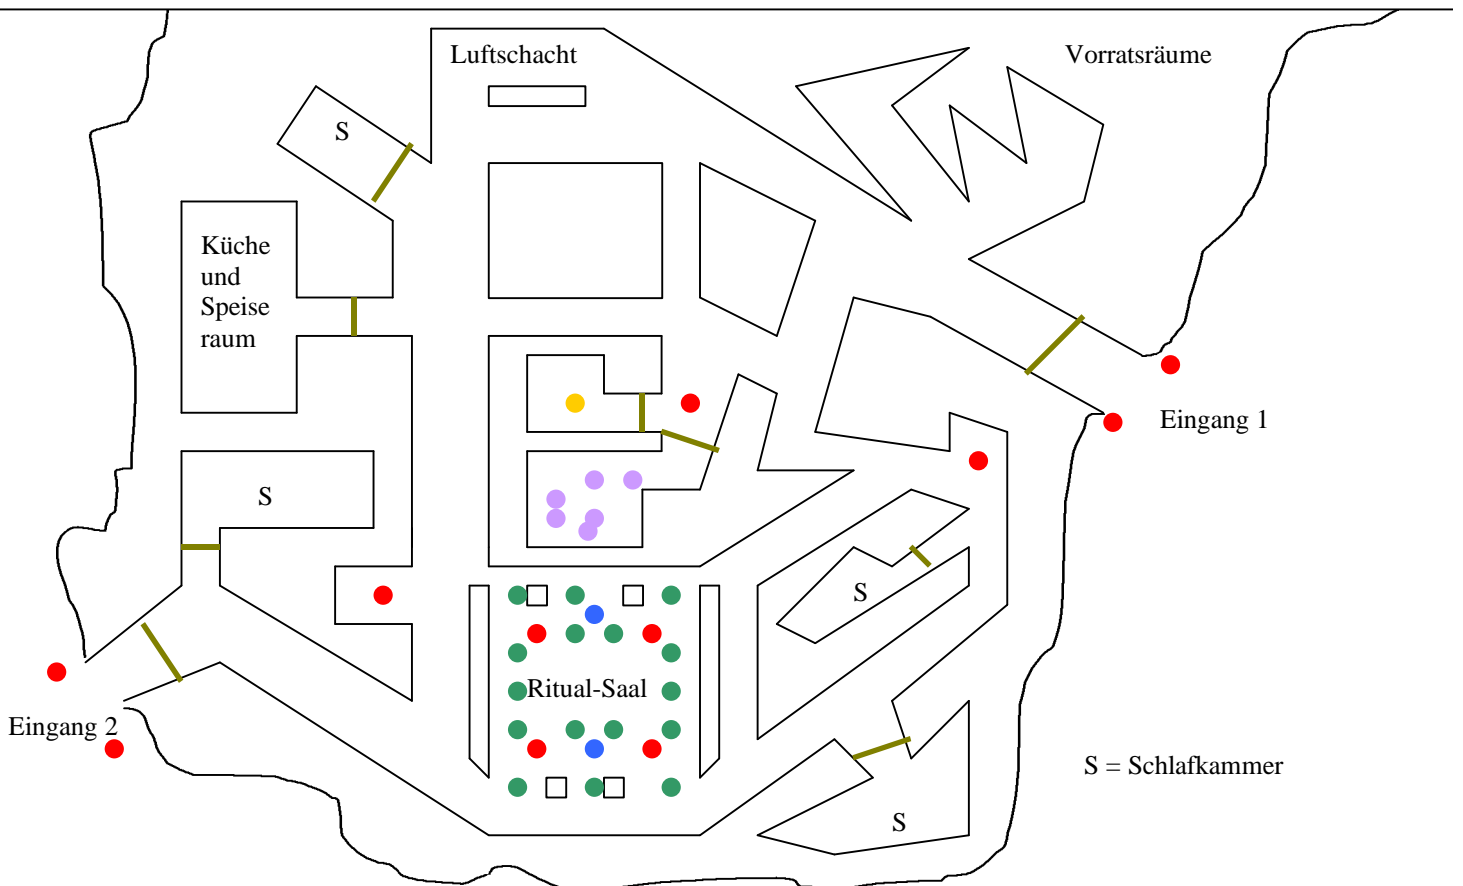 Luftschacht
Vorratsräume
S
Küche
und
Speise
raum
Eingang 1
S
S
Ritual-Saal
Eingang 2
S = Schlafkammer
S